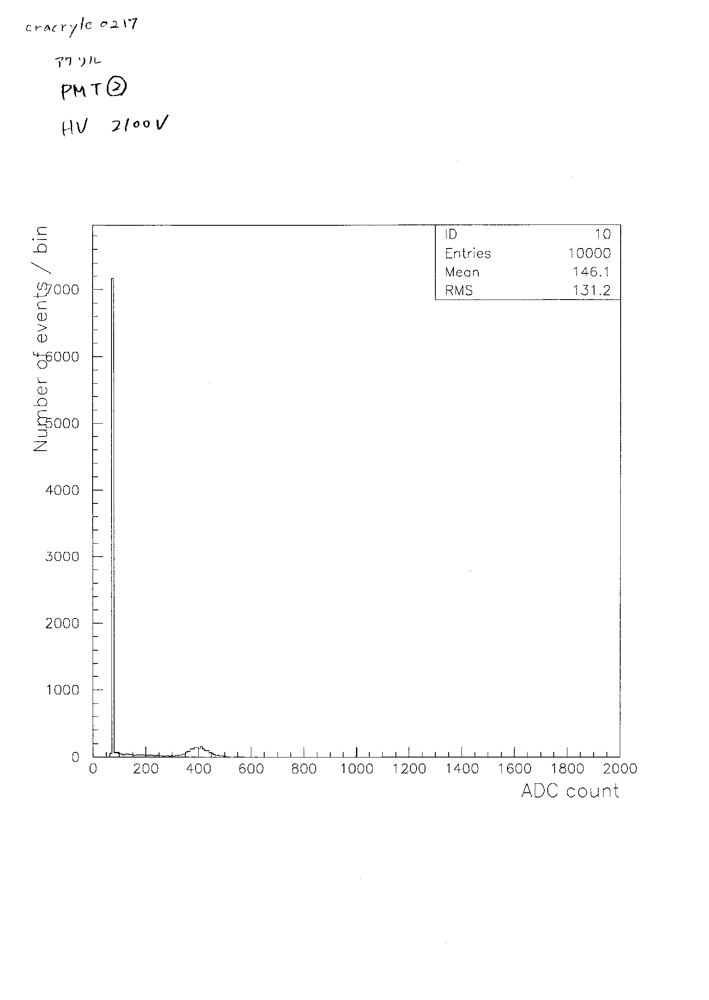 cracryle 0217
アクリル
PMT②
HV 2100V
ID 10
Entries 10000
Mean 146.1
RMS 131.2
Number of events / bin
7000
6000
5000
4000
3000
2000
1000
0
0 200 400 600 800 1000 1200 1400 1600 1800 2000
ADC count